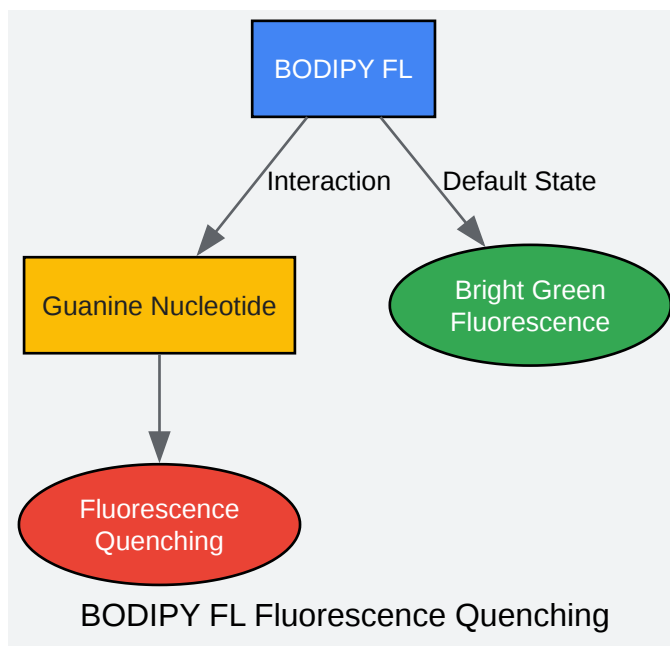 BODIPY FL
Interaction
Default State
Guanine Nucleotide
Bright Green
Fluorescence
Fluorescence
Quenching
BODIPY FL Fluorescence Quenching